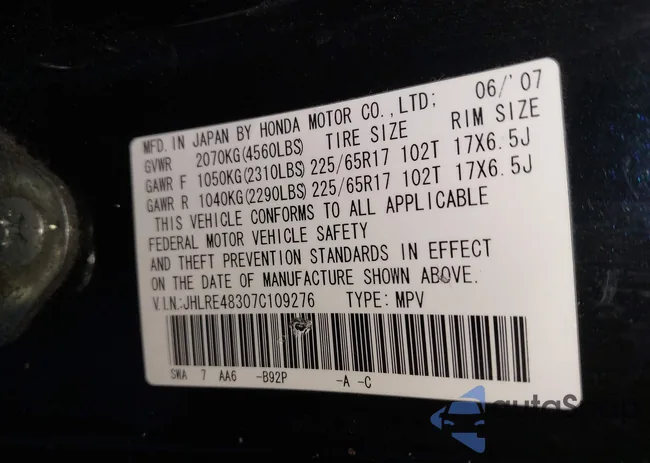 MFD. IN JAPAN BY HONDA MOTOR CO., LTD; 06/'07
GVWR 2070KG(4560LBS) TIRE SIZE RIM SIZE
GAWR F 1050KG(2310LBS) 225/65R17 102T 17X6.5J
GAWR R 1040KG(2290LBS) 225/65R17 102T 17X6.5J
THIS VEHICLE CONFORMS TO ALL APPLICABLE
FEDERAL MOTOR VEHICLE SAFETY
AND THEFT PREVENTION STANDARDS IN EFFECT
ON THE DATE OF MANUFACTURE SHOWN ABOVE.
V.I.N.:JHLRE48307C109276 TYPE: MPV
SWA 7 AA6 -B92P -A -C